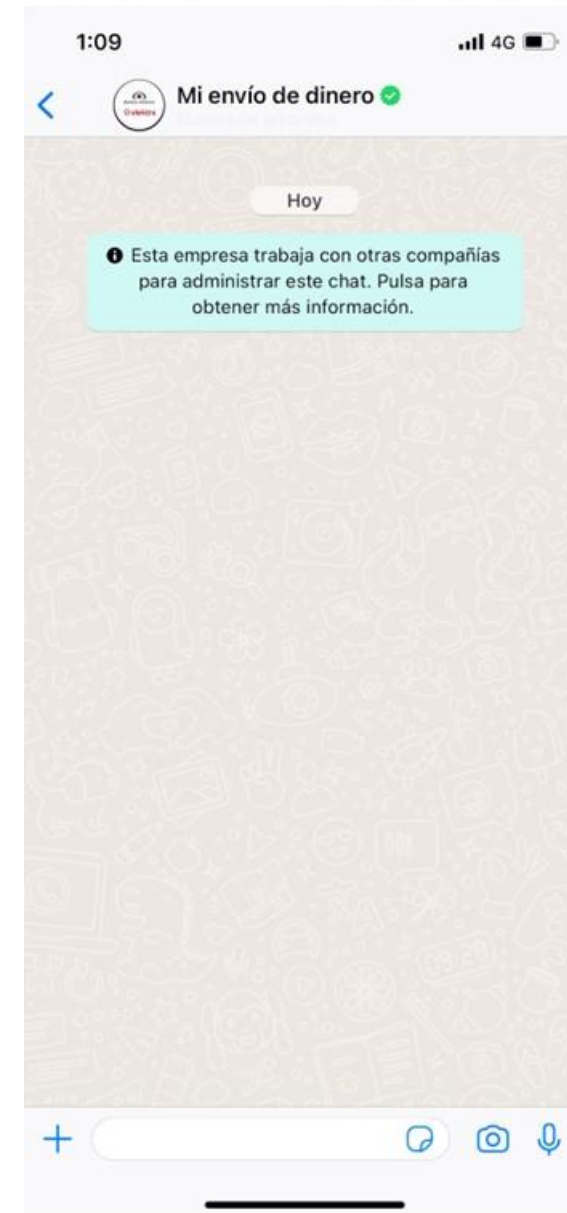 1:09
4G
Mi envío de dinero
Hoy
Esta empresa trabaja con otras compañías
para administrar este chat. Pulsa para
obtener más información.